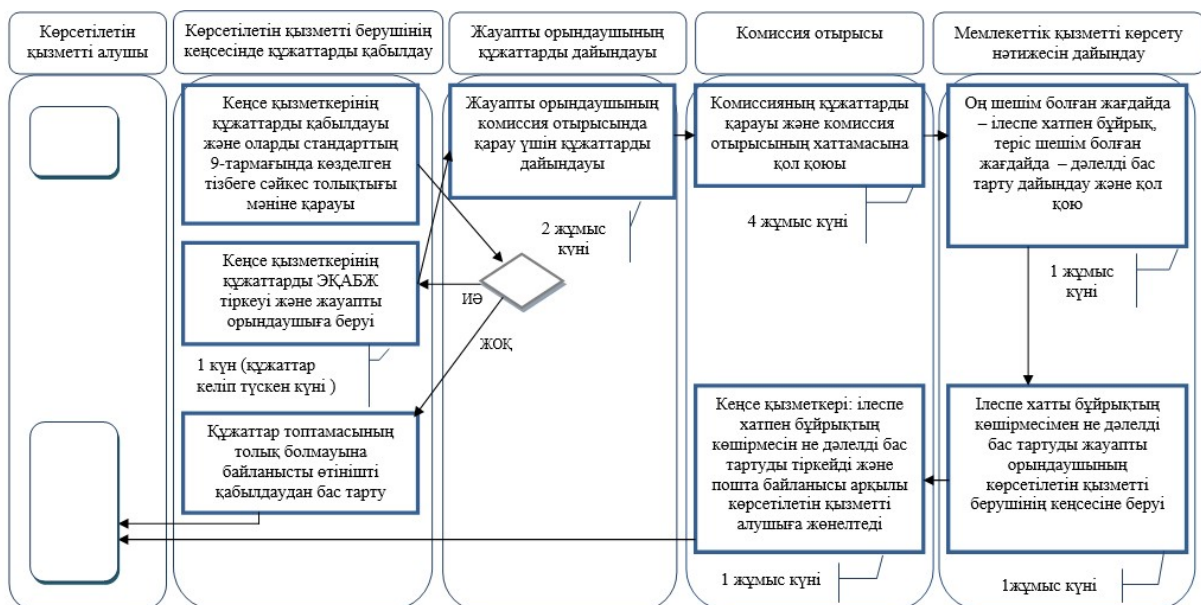 Көрсетілетін
қызметті алушы
Көрсетілетін қызметті берушінің
кеңсесінде құжаттарды қабылдау
Жауапты орындаушының
құжаттарды дайындауы
Комиссия отырысы
Мемлекеттік қызметті көрсету
нәтижесін дайындау
Кеңсе қызметкерінің
құжаттарды қабылдауы
және оларды стандарттың
9-тармағында көзделген
тізбеге сәйкес толықтығы
мәніне қарауы
Жауапты орындаушының
комиссия отырысында
қарау үшін құжаттарды
дайындауы
2 жұмыс
күні
Комиссияның құжаттарды
қарауы және комиссия
отырысының хаттамасына
қол қоюы
4 жұмыс күні
Оң шешім болған жағдайда
– ілеспе хатпен бұйрық,
теріс шешім болған
жағдайда – дәлелді бас
тарту дайындау және қол
қою
1 жұмыс
күні
Кеңсе қызметкерінің
құжаттарды ЭҚАБЖ
тіркеуі және жауапты
орындаушыға беруі
ИӘ
ЖОҚ
1 күн (құжаттар
келіп түскен күні )
Құжаттар топтамасының
толық болмауына
байланысты өтінішті
қабылдаудан бас тарту
Кеңсе қызметкері: ілеспе
хатпен бұйрықтың
көшірмесін не дәлелді бас
тартуды тіркейді және
пошта байланысы арқылы
көрсетілетін қызметті
алушыға жөнелтеді
1 жұмыс күні
Ілеспе хатты бұйрықтың
көшірмесімен не дәлелді
бас тартуды жауапты
орындаушының
көрсетілетін қызметті
берушінің кеңсесіне беруі
1жұмыс күні